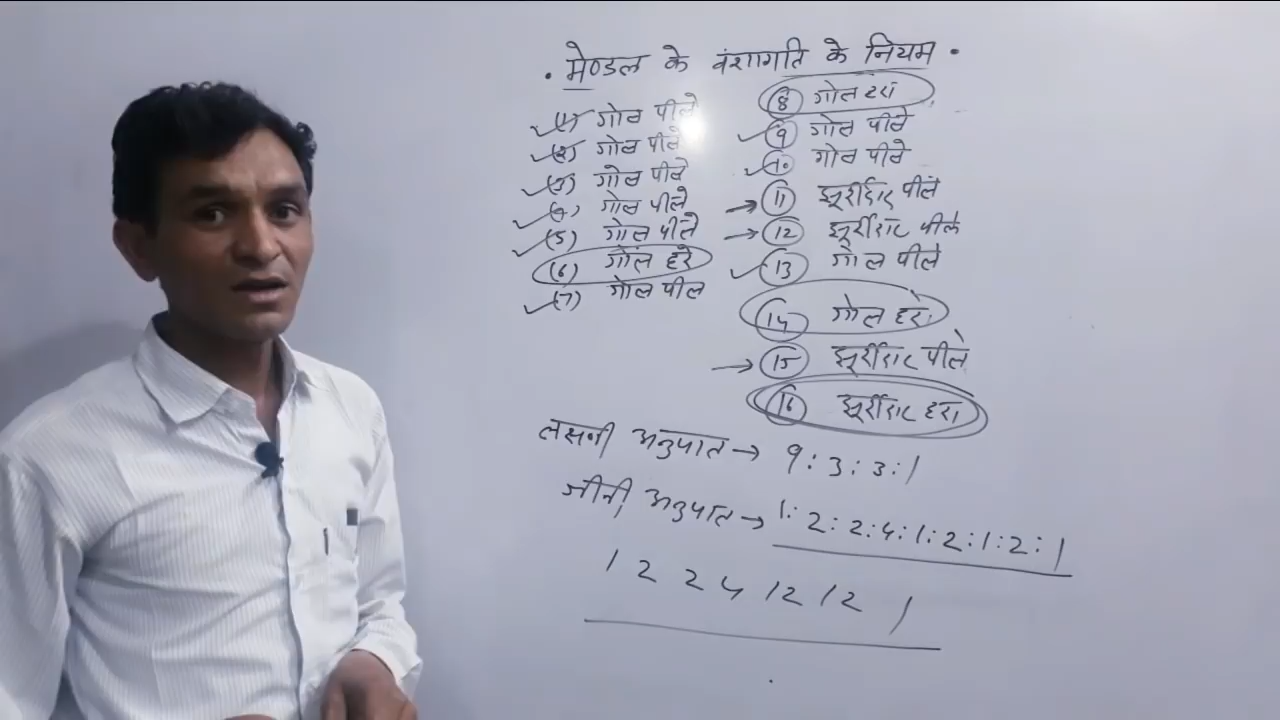 • मेण्डल के वंशागति के नियम •
(1) गोल पीले
(2) गोल पीले
(3) गोल पीले
(4) गोल पीले
(5) गोल पीले
(6) गोल हरे
(7) गोल पील
(8) गोल हरा
(9) गोल पीले
(10) गोल पीले
→ (11) झूर्रीदार पीले
→ (12) झूर्रीदार पीले
(13) गोल पीले
(14) गोल हरे
→ (15) झूर्रीदार पीले
(16) झूर्रीदार हरा
लक्षणी अनुपात → 9:3:3:1
जीनी अनुपात → 1:2:2:4:1:2:1:2:1
1 2 2 4 1 2 1 2 1